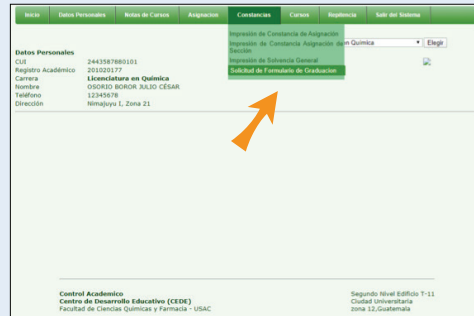 Inicio Datos Personales Notas de Cursos Asignacion Constancias Cursos Repitencia Salir del Sistema
Impresión de Constancia de Asignación
Impresión de Constancia Asignación de Sección
en Quimica Elegir
Impresión de Solvencia General
Solicitud de Formulario de Graduacion
Datos Personales
CUI 2443587880101
Registro Académico 201020177
Carrera Licenciatura en Química
Nombre OSORIO BOROR JULIO CÉSAR
Teléfono 12345678
Dirección Nimajuyu I, Zona 21
Control Academico
Centro de Desarrollo Educativo (CEDE)
Facultad de Ciencias Químicas y Farmacia - USAC
Segundo Nivel Edificio T-11
Ciudad Universitaria
zona 12,Guatemala